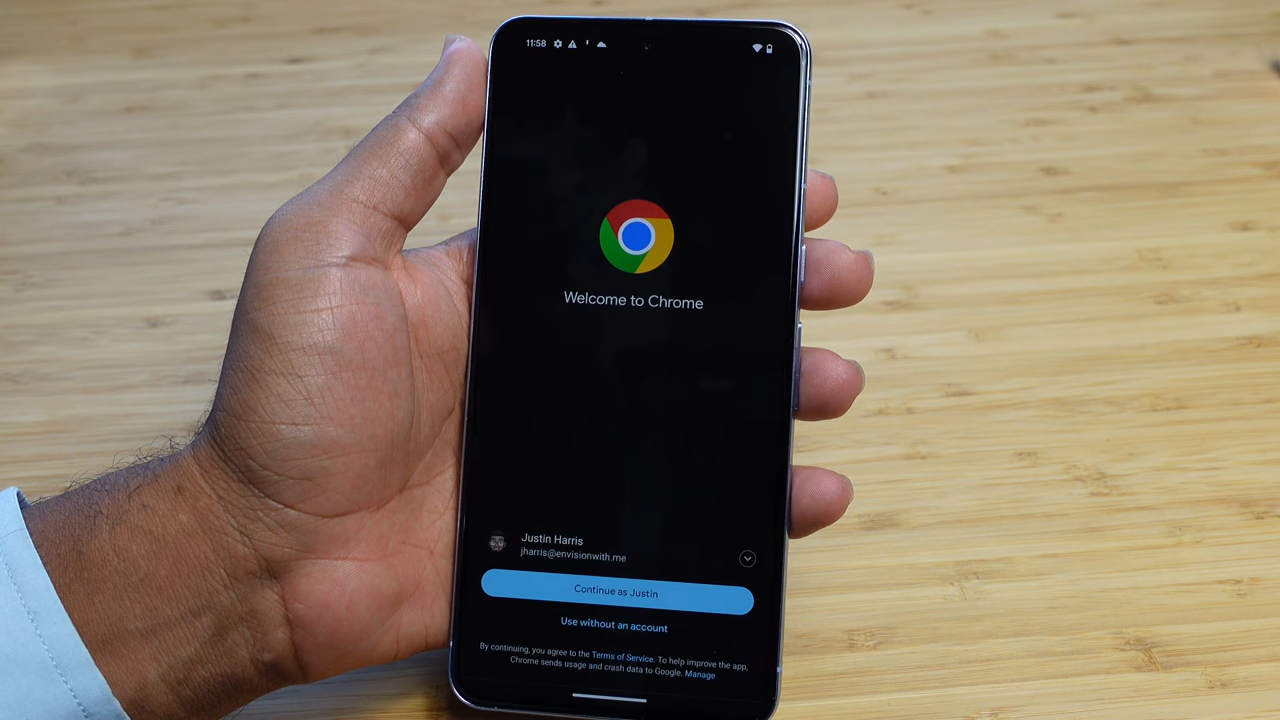 11:58
Welcome to Chrome
Justin Harris
jharris@envisionwith.me
Continue as Justin
Use without an account
By continuing, you agree to the Terms of Service. To help improve the app,
Chrome sends usage and crash data to Google. Manage